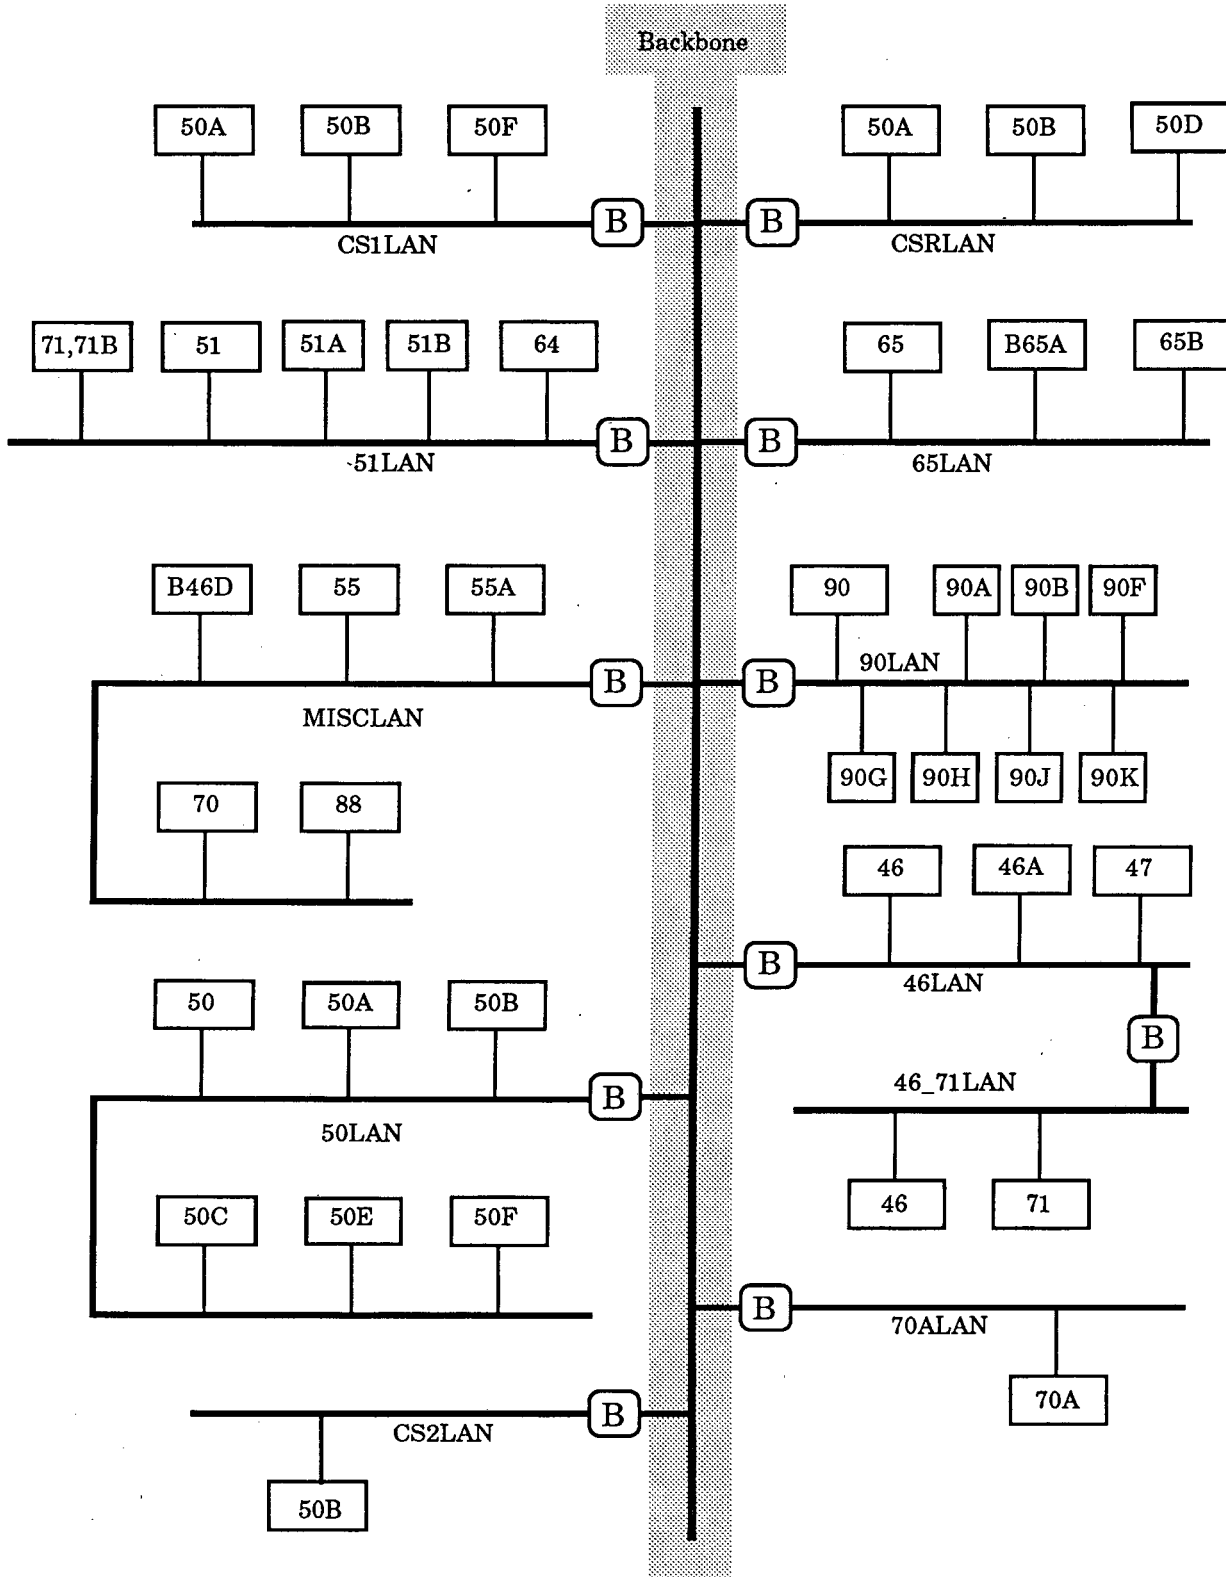 Backbone
50A 50B 50F
B
CS1LAN
50A 50B 50D
B
CSRLAN
71,71B 51 51A 51B 64
B
51LAN
65 B65A 65B
B
65LAN
B46D 55 55A
B
MISCLAN
70 88
90 90A 90B 90F
90LAN
B
90G 90H 90J 90K
46 46A 47
B
46LAN
B
46_71LAN
46 71
50 50A 50B
B
50LAN
50C 50E 50F
B
70ALAN
70A
B
CS2LAN
50B